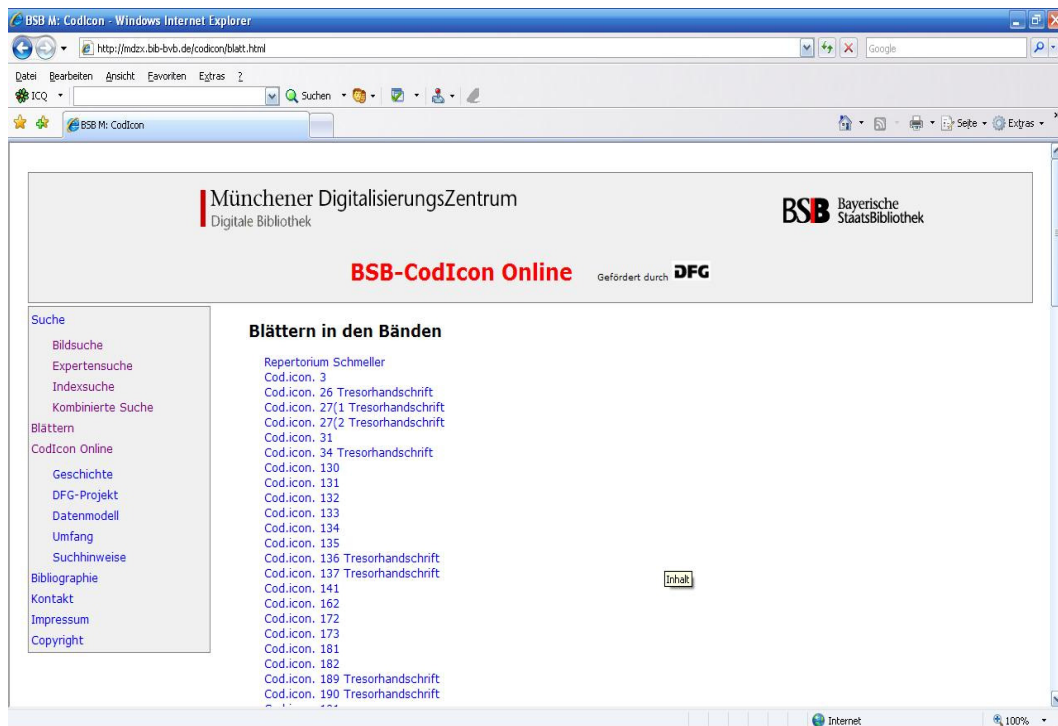 BSB M: CodIcon - Windows Internet Explorer
http://mdzx.bib-bvb.de/codicon/blatt.html
Google
Datei Bearbeiten Ansicht Favoriten Extras ?
ICQ
Suchen
BSB M: CodIcon
Seite Extras
Münchener DigitalisierungsZentrum
Digitale Bibliothek
BSB Bayerische
StaatsBibliothek
BSB-CodIcon Online
Gefördert durch DFG
Suche
Bildsuche
Expertensuche
Indexsuche
Kombinierte Suche
Blättern
CodIcon Online
Geschichte
DFG-Projekt
Datenmodell
Umfang
Suchhinweise
Bibliographie
Kontakt
Impressum
Copyright
Blättern in den Bänden
Repertorium Schmeller
Cod.icon. 3
Cod.icon. 26 Tresorhandschrift
Cod.icon. 27(1 Tresorhandschrift
Cod.icon. 27(2 Tresorhandschrift
Cod.icon. 31
Cod.icon. 34 Tresorhandschrift
Cod.icon. 130
Cod.icon. 131
Cod.icon. 132
Cod.icon. 133
Cod.icon. 134
Cod.icon. 135
Cod.icon. 136 Tresorhandschrift
Cod.icon. 137 Tresorhandschrift
Cod.icon. 141
Cod.icon. 162
Cod.icon. 172
Cod.icon. 173
Cod.icon. 181
Cod.icon. 182
Cod.icon. 189 Tresorhandschrift
Cod.icon. 190 Tresorhandschrift
Inhalt
Internet
100%